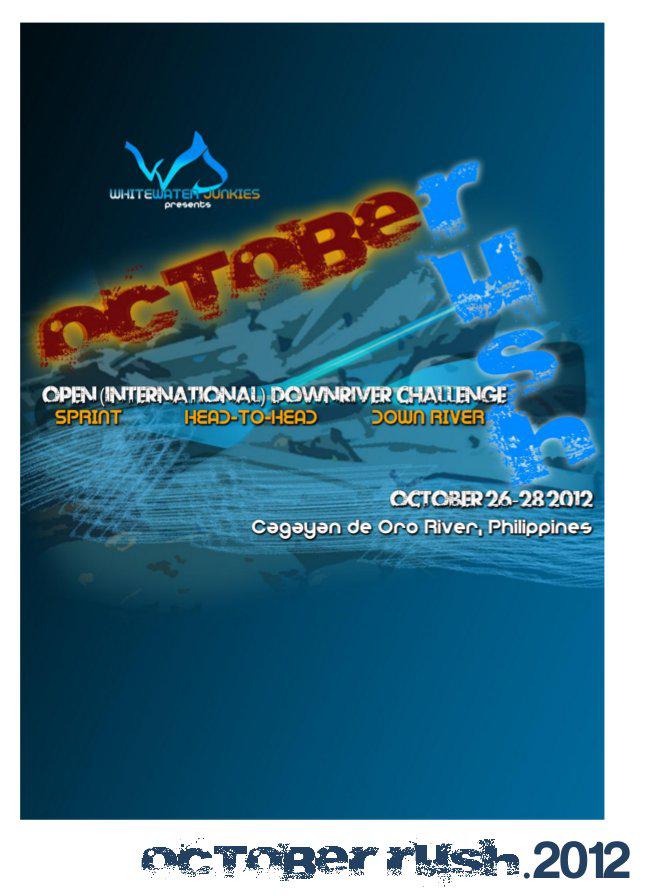 WHITEWATER JUNKIES
presents
OCTOBer rush
OPEN (INTERNATIONAL) DOWNRIVER CHALLENGE
SPRINT HEAD-TO-HEAD DOWN RIVER
OCTOBER 26-28 2012
Cagayan de Oro River, Philippines
OCTOBer rush.2012